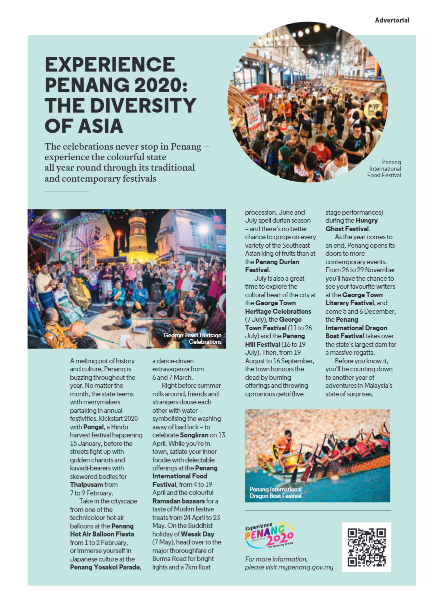 Advertorial
EXPERIENCE
PENANG 2020:
THE DIVERSITY
OF ASIA
The celebrations never stop in Penang –
experience the colourful state
all year round through its traditional
and contemporary festivals
Penang
International
Food Festival
George Town Heritage
Celebrations
A melting pot of history
and culture, Penang is
buzzing throughout the
year. No matter the
month, the state teems
with merrymakers
partaking in annual
festivities. Kickstart 2020
with Pongal, a Hindu
harvest festival happening
15 January, before the
streets light up with
golden chariots and
kavadi-bearers with
skewered bodies for
Thaipusam from
7 to 9 February.
Take in the cityscape
from one of the
technicolour hot-air
balloons at the Penang
Hot Air Balloon Fiesta
from 1 to 2 February,
or immerse yourself in
Japanese culture at the
Penang Yosakoi Parade,
a dance-driven
extravaganza from
6 and 7 March.
Right before summer
rolls around, friends and
strangers douse each
other with water –
symbolising the washing
away of bad luck – to
celebrate Songkran on 13
April. While you're in
town, satiate your inner
foodie with delectable
offerings at the Penang
International Food
Festival, from 4 to 19
April and the colourful
Ramadan bazaars for a
taste of Muslim festive
treats from 24 April to 23
May. On the Buddhist
holiday of Wesak Day
(7 May), head over to the
major thoroughfare of
Burma Road for bright
lights and a 7km float
procession. June and
July spell durian season
– and there's no better
chance to gorge on every
variety of the Southeast
Asian king of fruits than at
the Penang Durian
Festival.
July is also a great
time to explore the
cultural heart of the city at
the George Town
Heritage Celebrations
(7 July), the George
Town Festival (11 to 26
July) and the Penang
Hill Festival (16 to 19
July). Then, from 19
August to 16 September,
the town honours the
dead by burning
offerings and throwing
uproarious getai (live
stage performances)
during the Hungry
Ghost Festival.
As the year comes to
an end, Penang opens its
doors to more
contemporary events.
From 26 to 29 November
you'll have the chance to
see your favourite writers
at the George Town
Literary Festival, and
come 5 and 6 December,
the Penang
International Dragon
Boat Festival takes over
the state's largest dam for
a massive regatta.
Before you know it,
you'll be counting down
to another year of
adventures in Malaysia's
state of surprises.
Penang International
Dragon Boat Festival
Experience
PENANG
2020
For more information,
please visit mypenang.gov.my